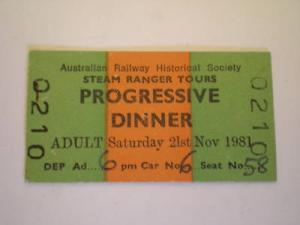 Australian Railway Historical Society
STEAM RANGER TOURS
PROGRESSIVE
DINNER
ADULT Saturday 21st Nov 1981
DEP Ad... 6 pm Car No. 6 Seat No. 58
0210
0210